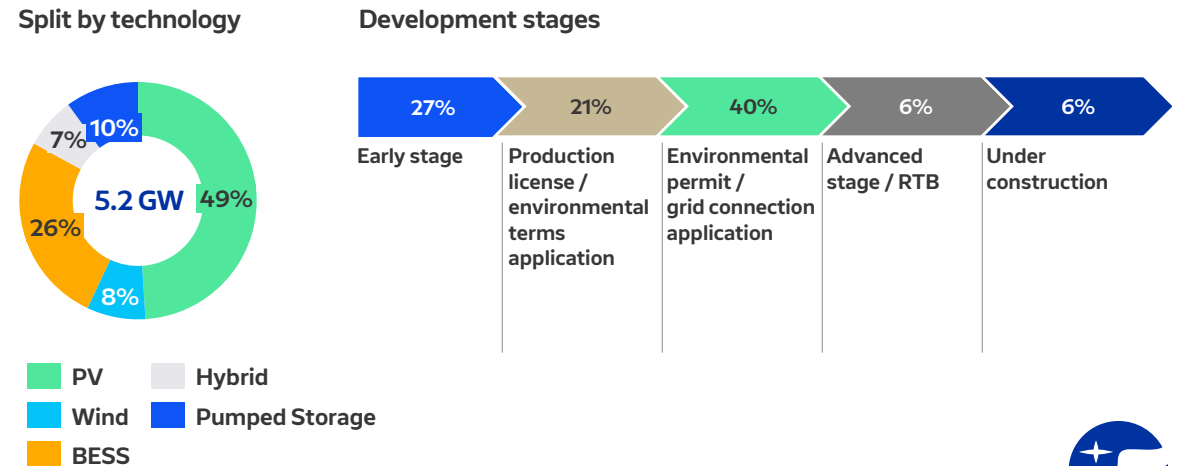 Split by technology
Development stages
10%
7%
5.2 GW
49%
26%
8%
PV
Hybrid
Wind
Pumped Storage
BESS
27%
21%
40%
6%
6%
Early stage
Production
license /
environmental
terms
application
Environmental
permit /
grid connection
application
Advanced
stage / RTB
Under
construction